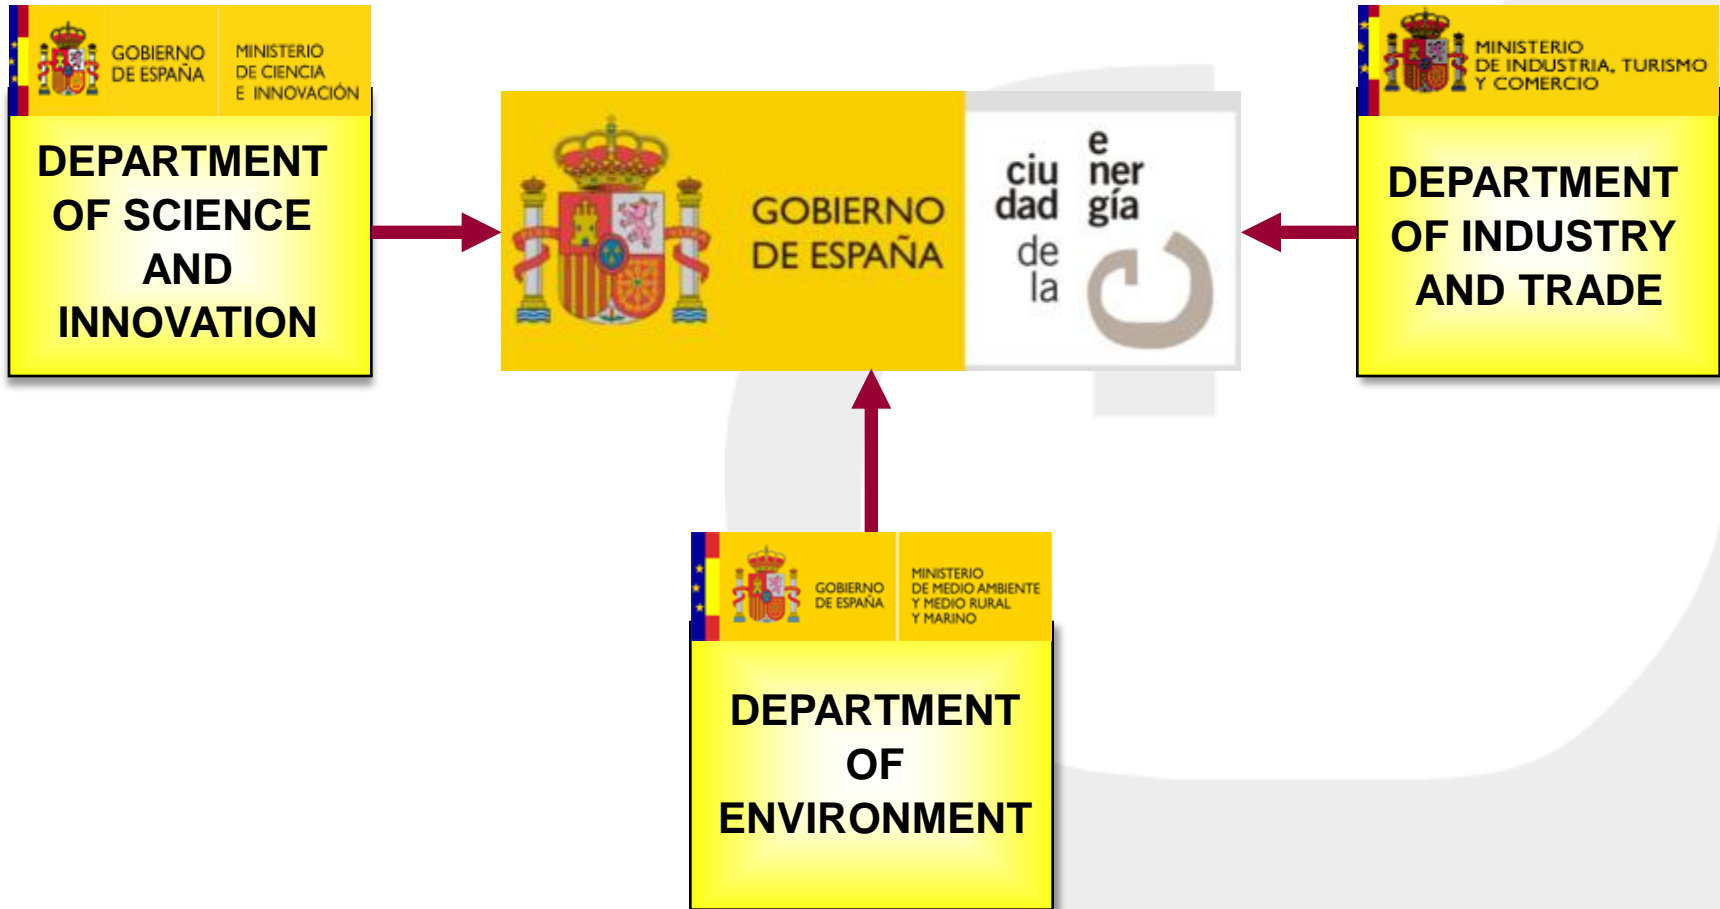 GOBIERNO
DE ESPAÑA
MINISTERIO
DE CIENCIA
E INNOVACIÓN
DEPARTMENT
OF SCIENCE
AND
INNOVATION
GOBIERNO
DE ESPAÑA
ciu
dad
de
la
e
ner
gía
MINISTERIO
DE INDUSTRIA, TURISMO
Y COMERCIO
DEPARTMENT
OF INDUSTRY
AND TRADE
GOBIERNO
DE ESPAÑA
MINISTERIO
DE MEDIO AMBIENTE
Y MEDIO RURAL
Y MARINO
DEPARTMENT
OF
ENVIRONMENT